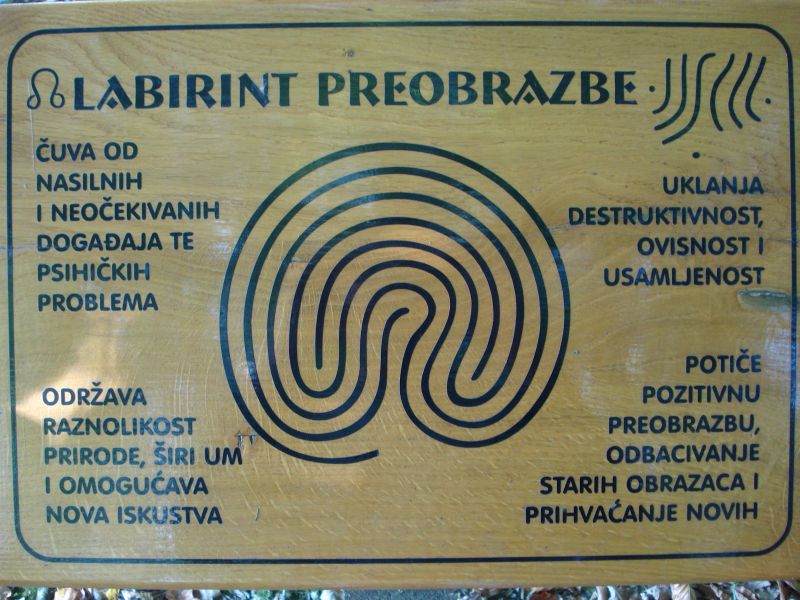 LABIRINT PREOBRAZBE
ČUVA OD
NASILNIH
I NEOČEKIVANIH
DOGAĐAJA TE
PSIHIČKIH
PROBLEMA
UKLANJA
DESTRUKTIVNOST,
OVISNOST I
USAMLJENOST
ODRŽAVA
RAZNOLIKOST
PRIRODE, ŠIRI UM
I OMOGUĆAVA
NOVA ISKUSTVA
POTIČE
POZITIVNU
PREOBRAZBU,
ODBACIVANJE
STARIH OBRAZACA I
PRIHVAĆANJE NOVIH